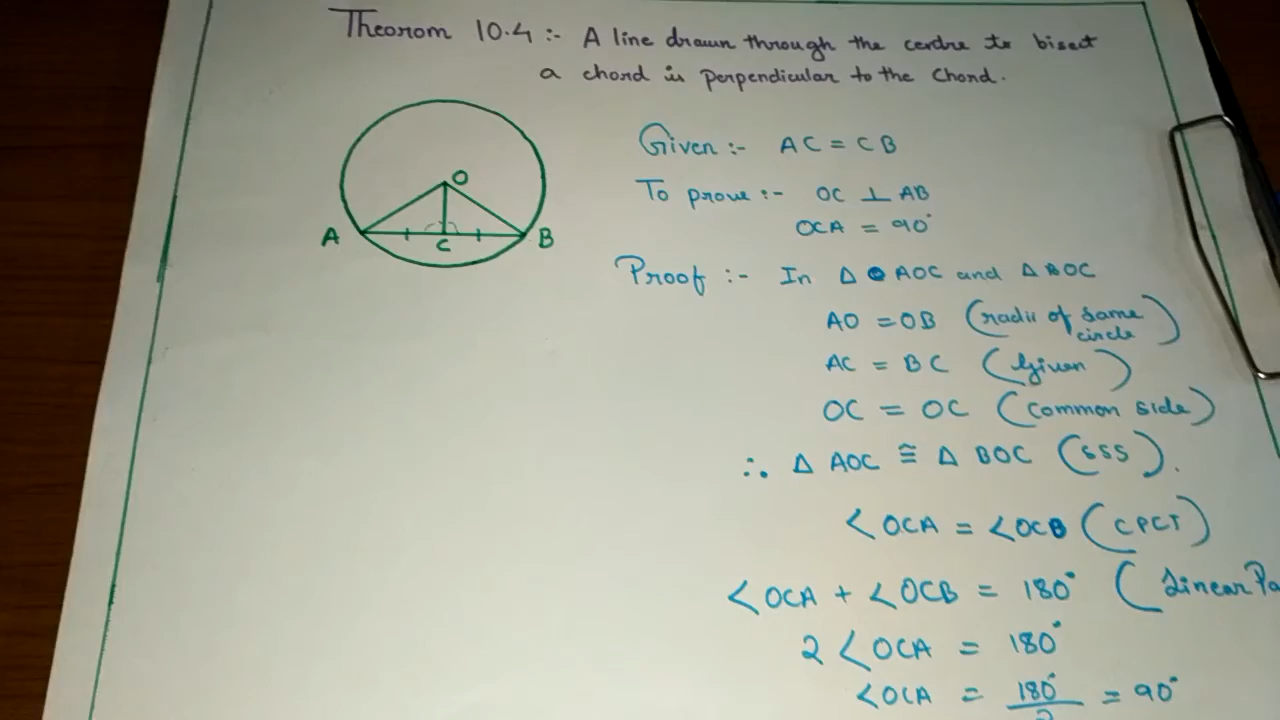 Theorom 10.4 :- A line drawn through the centre to bisect
a chord is perpendicular to the Chord.
O
A
C
B
Given :- AC = CB
To prove :- OC ⊥ AB
OCA = 90°
Proof :- In Δ AOC and Δ BOC
AO = OB (radii of same
circle)
AC = BC (Given)
OC = OC (Common side)
∴ Δ AOC ≅ Δ BOC (SSS).
∠OCA = ∠OCB (CPCT)
∠OCA + ∠OCB = 180° (Linear Pa
2 ∠OCA = 180°
∠OCA = 180°/2 = 90°